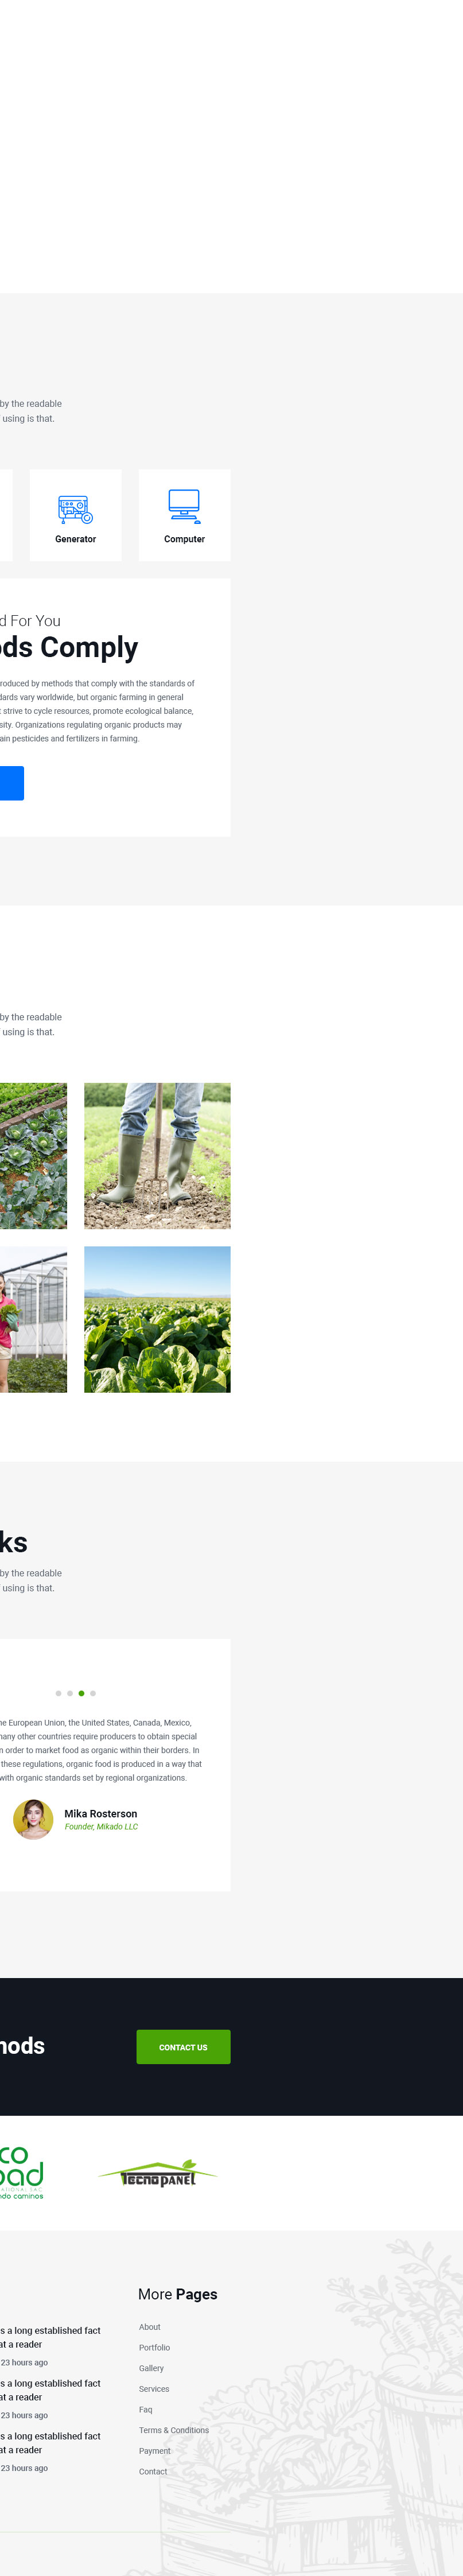 by the readable
using is that.
Generator
Computer
d For You
ods Comply
roduced by methods that comply with the standards of
dards vary worldwide, but organic farming in general
strive to cycle resources, promote ecological balance,
sity. Organizations regulating organic products may
ain pesticides and fertilizers in farming.
by the readable
using is that.
ks
by the readable
using is that.
he European Union, the United States, Canada, Mexico,
many other countries require producers to obtain special
n order to market food as organic within their borders. In
these regulations, organic food is produced in a way that
with organic standards set by regional organizations.
Mika Rosterson
Founder, Mikado LLC
hods
CONTACT US
co
oad
ndo caminos
Tecnopanel
More Pages
s a long established fact
at a reader
23 hours ago
s a long established fact
at a reader
23 hours ago
s a long established fact
at a reader
23 hours ago
About
Portfolio
Gallery
Services
Faq
Terms & Conditions
Payment
Contact